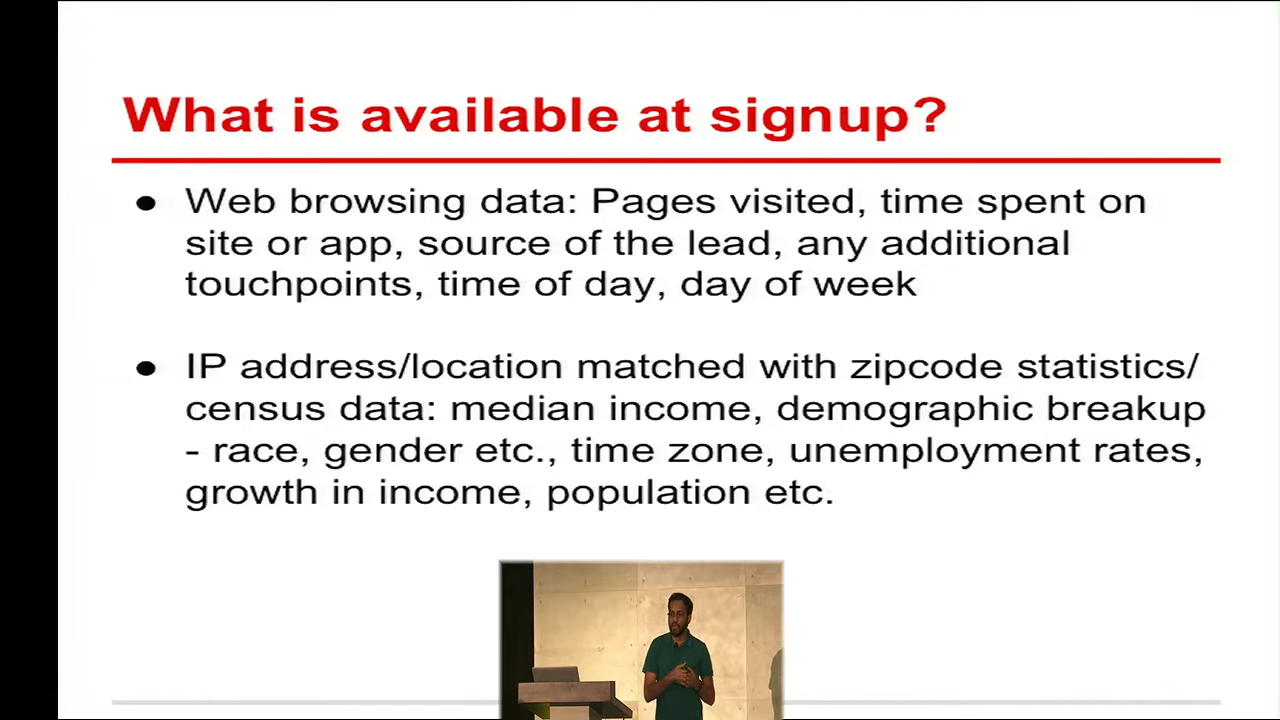 What is available at signup?
● Web browsing data: Pages visited, time spent on
site or app, source of the lead, any additional
touchpoints, time of day, day of week
● IP address/location matched with zipcode statistics/
census data: median income, demographic breakup
- race, gender etc., time zone, unemployment rates,
growth in income, population etc.